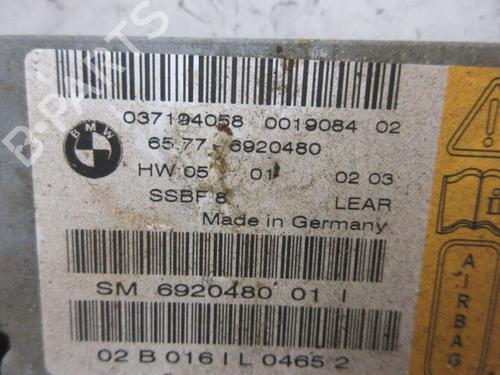 B-PARTS
037194058 0019084 02
BMW
65.77-6920480
HW:05 01 02 03
SSBF 8 LEAR
Made in Germany
SM 6920480 01 I
02 B 016 I L 0465 2
AIRBAG